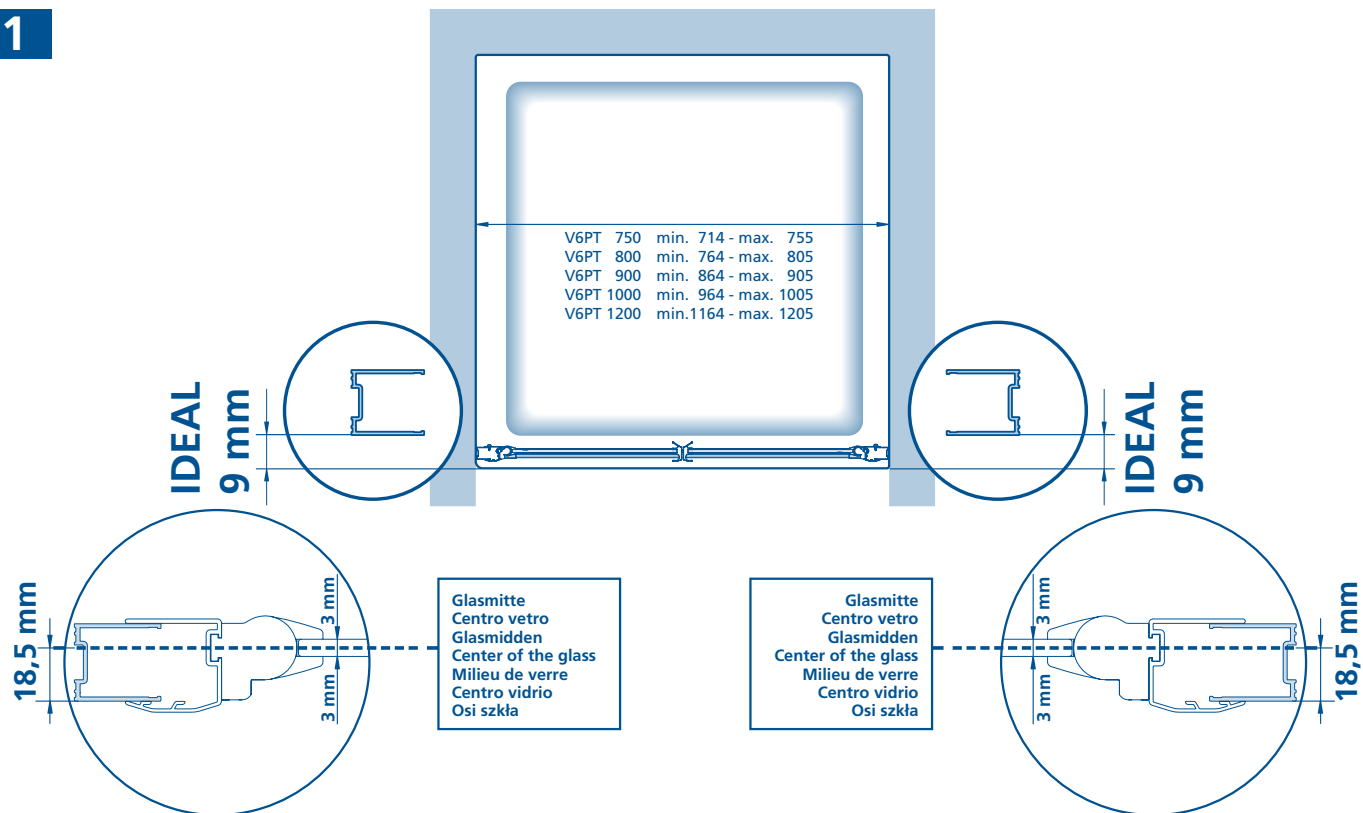 1
V6PT 750 min. 714 - max. 755
V6PT 800 min. 764 - max. 805
V6PT 900 min. 864 - max. 905
V6PT 1000 min. 964 - max. 1005
V6PT 1200 min.1164 - max. 1205
IDEAL
9 mm
IDEAL
9 mm
18,5 mm
3 mm
3 mm
Glasmitte
Centro vetro
Glasmidden
Center of the glass
Milieu de verre
Centro vidrio
Osi szkła
Glasmitte
Centro vetro
Glasmidden
Center of the glass
Milieu de verre
Centro vidrio
Osi szkła
3 mm
3 mm
18,5 mm